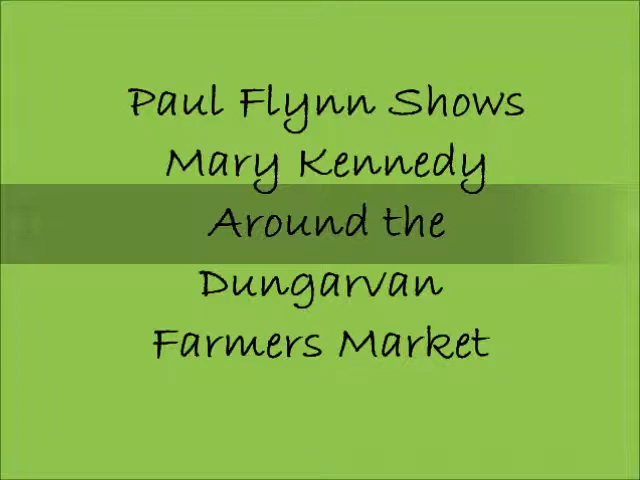 Paul Flynn Shows
Mary Kennedy
Around the
Dungarvan
Farmers Market